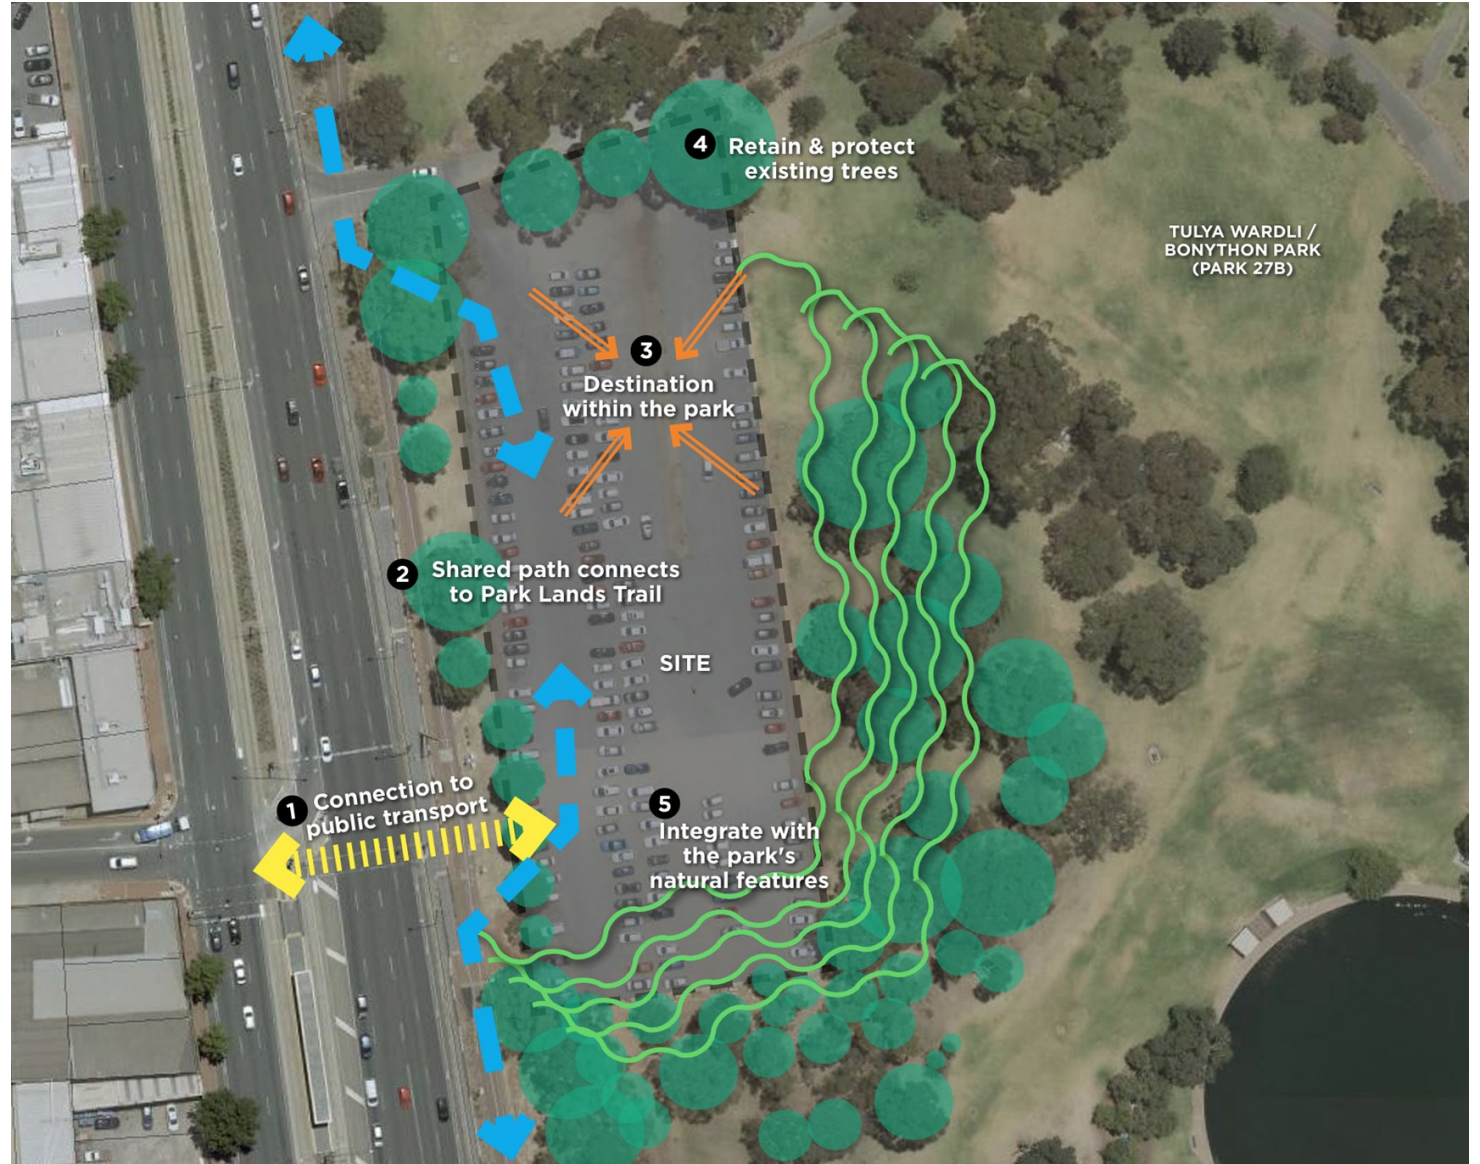 4
Retain & protect
existing trees
TULYA WARDLI /
BONYTHON PARK
(PARK 27B)
3
Destination
within the park
2
Shared path connects
to Park Lands Trail
SITE
1
Connection to
public transport
5
Integrate with
the park's
natural features